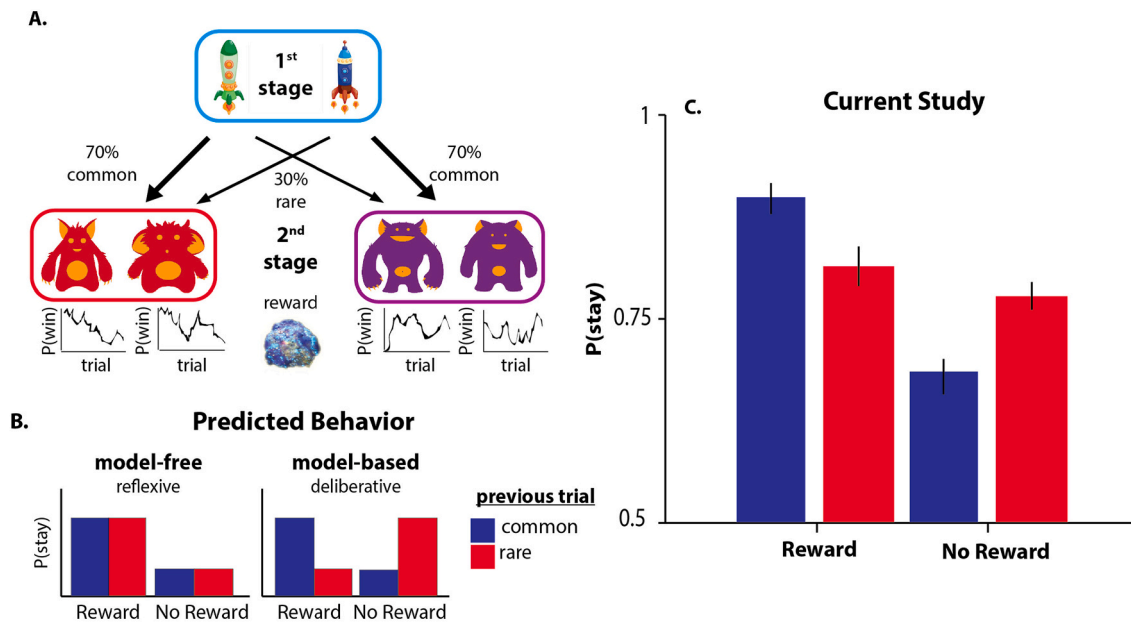 A.
1st
stage
70%
common
70%
common
30%
rare
2nd
stage
reward
P(win)
trial
P(win)
trial
P(win)
trial
P(win)
trial
B.
Predicted Behavior
model-free
reflexive
model-based
deliberative
P(stay)
Reward
No Reward
Reward
No Reward
previous trial
common
rare
C.
Current Study
1
P(stay)
0.75
0.5
Reward
No Reward